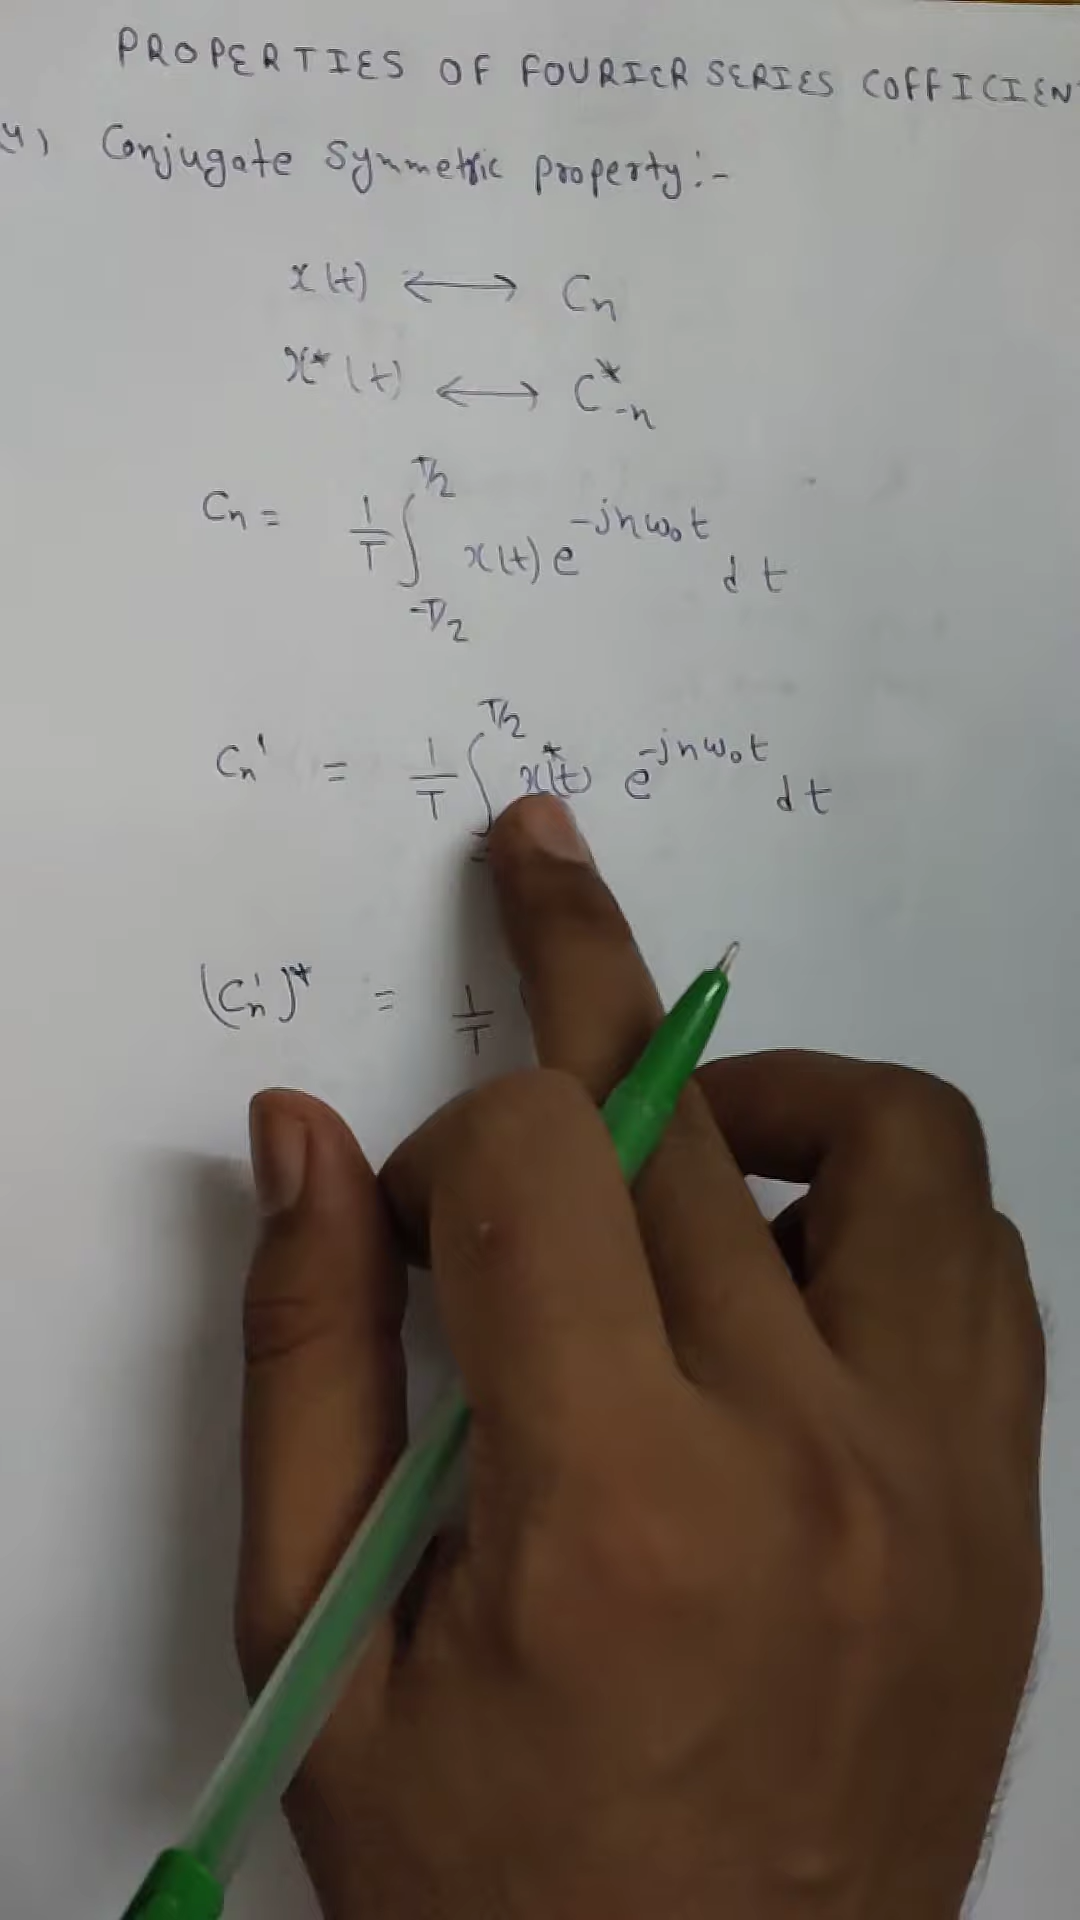 PROPERTIES OF FOURIER SERIES COFFICIEN
4) Conjugate Symmetric property:-
x(t) ⟷ Cn
x*(t) ⟷ C*-n
Cn = 1/T ∫_{-T/2}^{T/2} x(t) e^{-jnω₀t} dt
Cn' = 1/T ∫^{T/2} x*(t) e^{-jnω₀t} dt
(Cn')* = 1/T